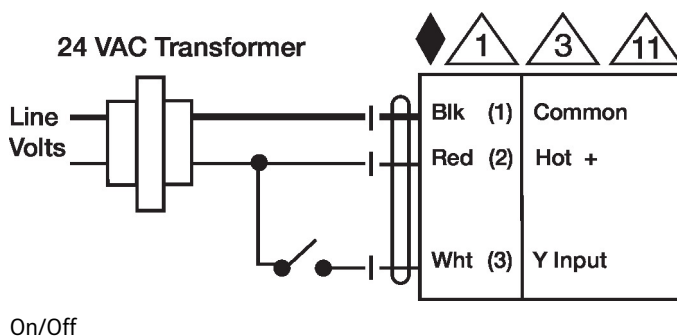 24 VAC Transformer
1 3 11
Line
Volts
Blk (1) Common
Red (2) Hot +
Wht (3) Y Input
On/Off